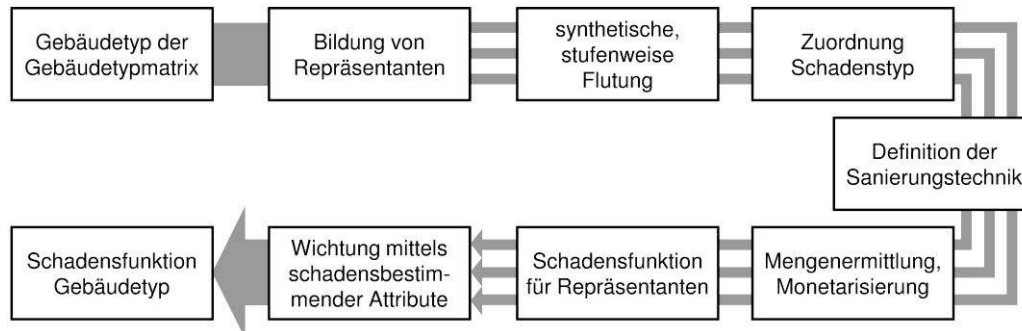 Gebäudetyp der
Gebäudetypmatrix
Bildung von
Repräsentanten
synthetische,
stufenweise
Flutung
Zuordnung
Schadenstyp
Definition der
Sanierungstechnik
Mengenermittlung,
Monetarisierung
Schadensfunktion
für Repräsentanten
Wichtung mittels
schadensbestim-
mender Attribute
Schadensfunktion
Gebäudetyp